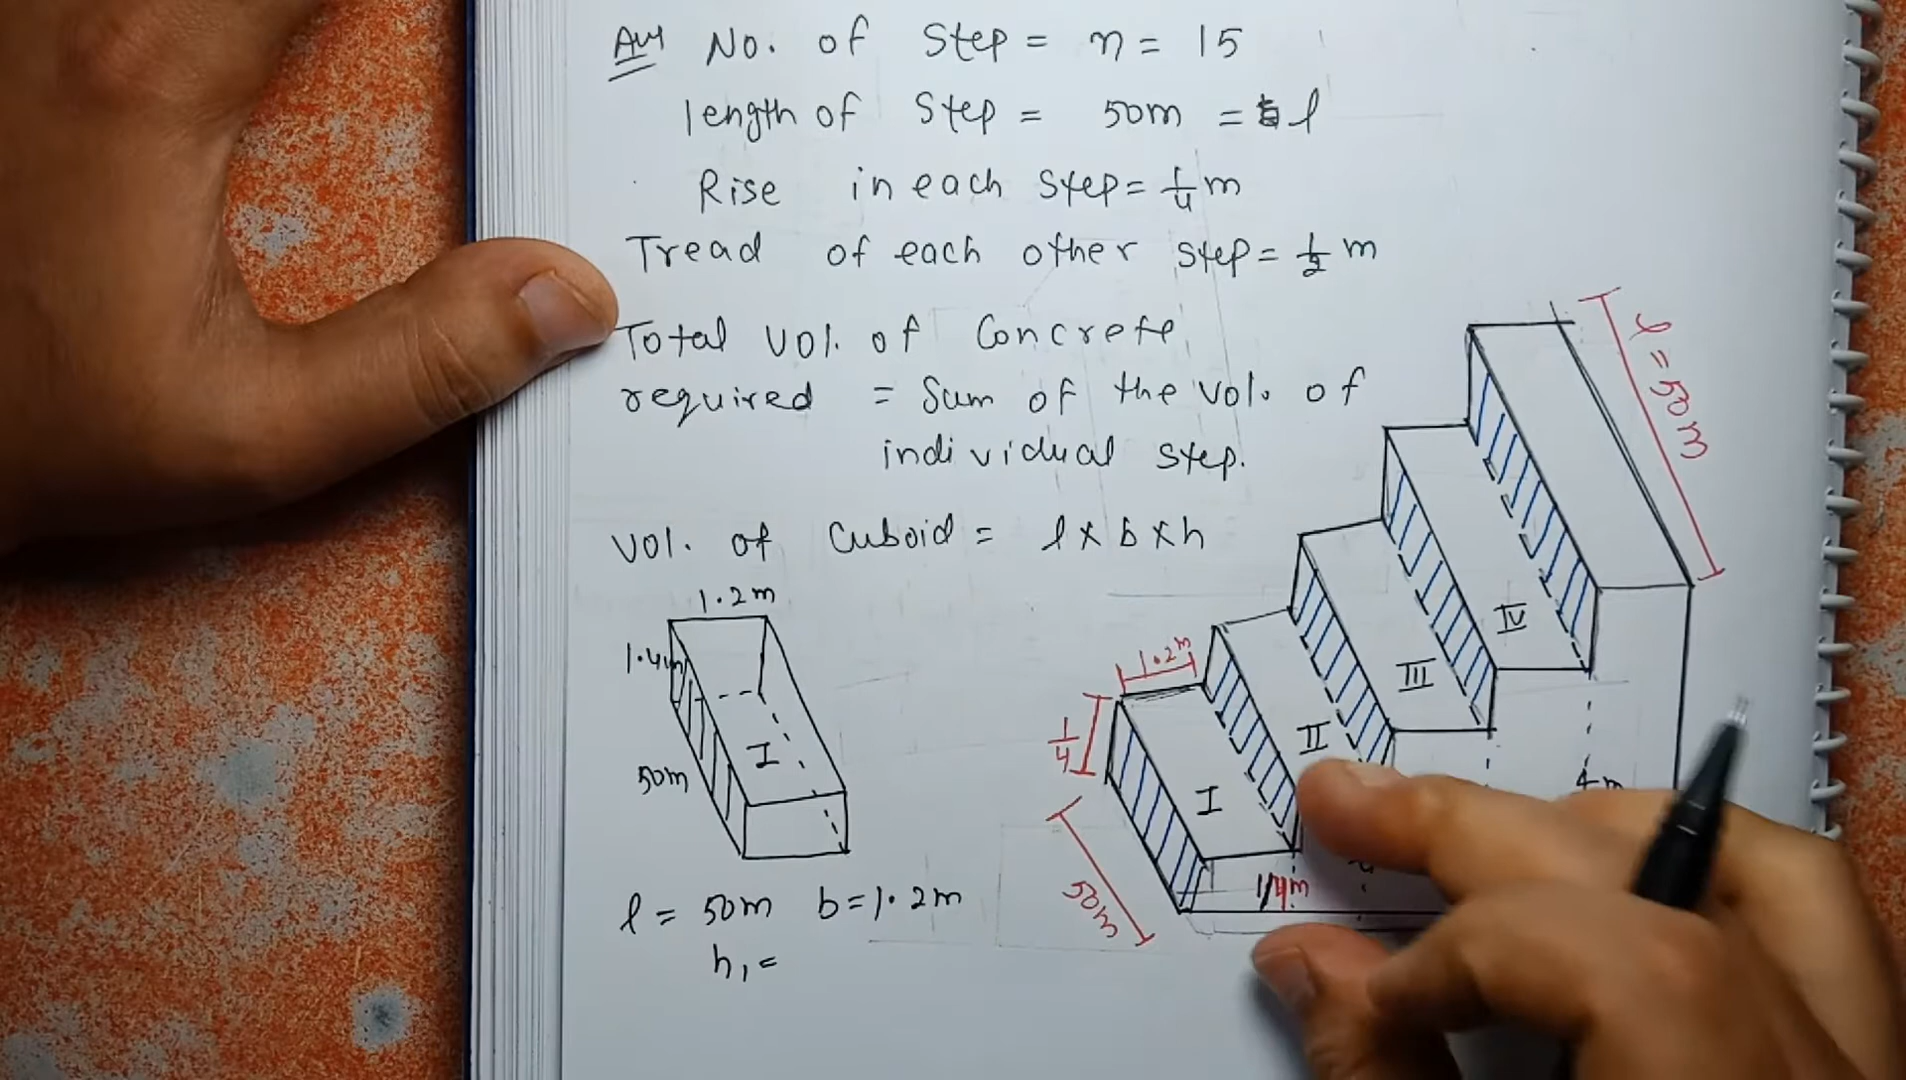 Ans No. of Step = n = 15
length of Step = 50m = l
Rise in each step = 1/4 m
Tread of each other step = 1/2 m
Total Vol. of Concrete
required = Sum of the Vol. of
individual step.
Vol. of Cuboid = l x b x h
1.2m
50m
I
l = 50m b = 1.2m
h₁ =
l = 50m
IV
III
II
I
1.2m
1/4
50m
1/4m
4m